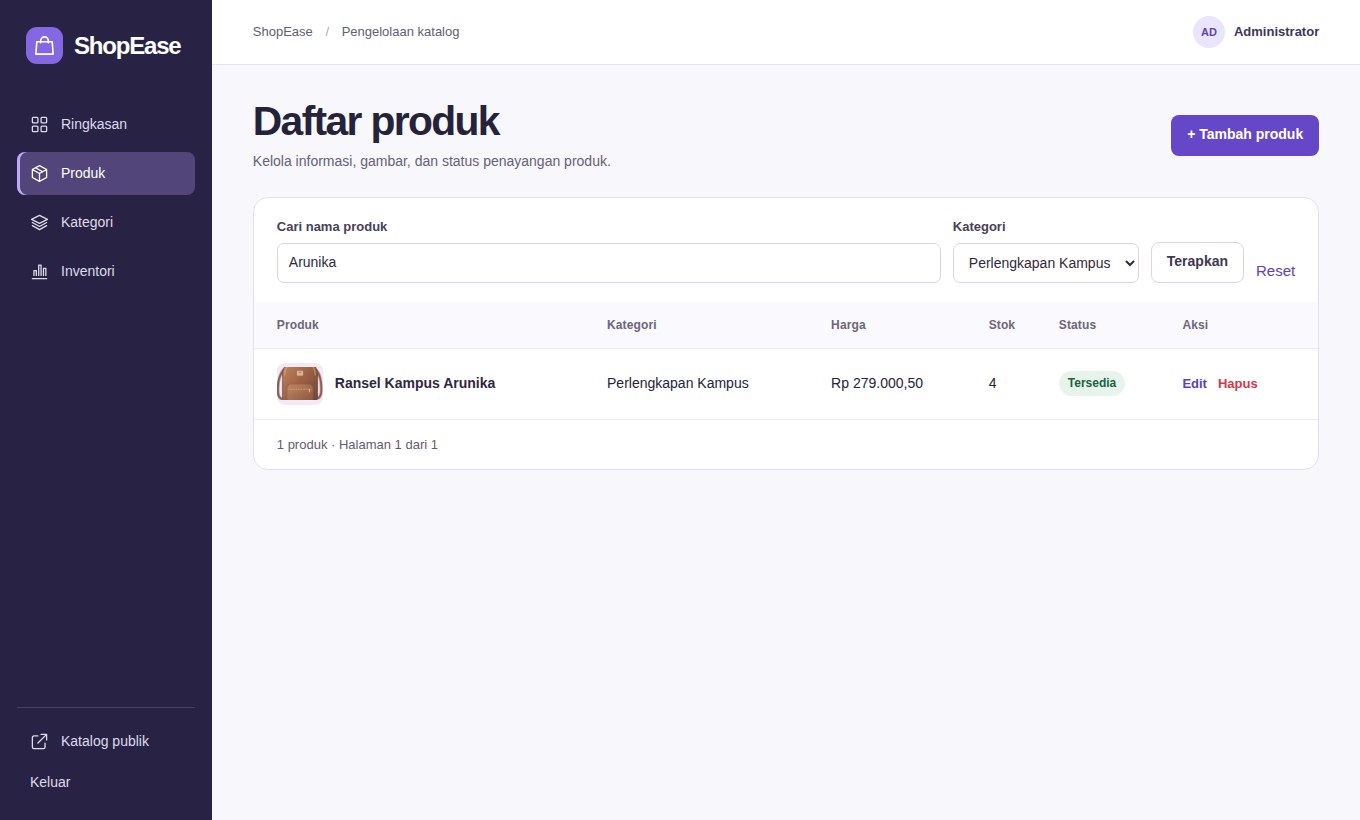 ShopEase
Ringkasan
Produk
Kategori
Inventori
Katalog publik
Keluar
ShopEase / Pengelolaan katalog
AD Administrator
Daftar produk
Kelola informasi, gambar, dan status penayangan produk.
+ Tambah produk
Cari nama produk Kategori
Arunika Perlengkapan Kampus Terapkan Reset
Produk Kategori Harga Stok Status Aksi
Ransel Kampus Arunika Perlengkapan Kampus Rp 279.000,50 4 Tersedia Edit Hapus
1 produk · Halaman 1 dari 1